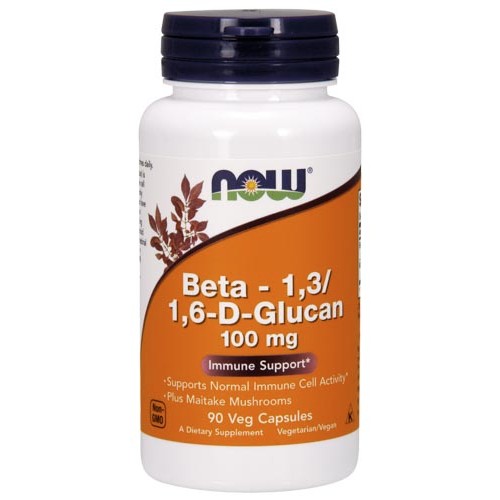 NOW®
Beta - 1,3/
1,6-D-Glucan
100 mg
Immune Support*
• Supports Normal Immune Cell Activity*
• Plus Maitake Mushrooms
Non-
GMO
90 Veg Capsules
K
A Dietary Supplement Vegetarian/Vegan